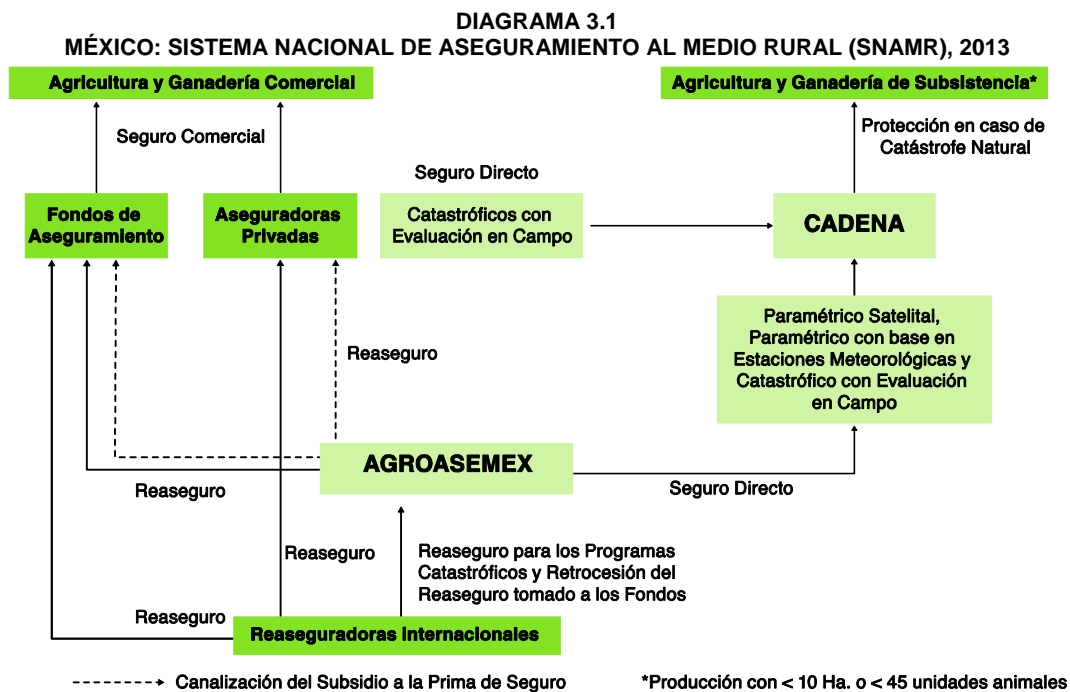 DIAGRAMA 3.1
MÉXICO: SISTEMA NACIONAL DE ASEGURAMIENTO AL MEDIO RURAL (SNAMR), 2013
Agricultura y Ganadería Comercial
Agricultura y Ganadería de Subsistencia*
Seguro Comercial
Protección en caso de
Catástrofe Natural
Seguro Directo
Fondos de
Aseguramiento
Aseguradoras
Privadas
Catastróficos con
Evaluación en Campo
CADENA
Paramétrico Satelital,
Paramétrico con base en
Estaciones Meteorológicas y
Catastrófico con Evaluación
en Campo
Reaseguro
AGROASEMEX
Reaseguro
Seguro Directo
Reaseguro
Reaseguro para los Programas
Catastróficos y Retrocesión del
Reaseguro tomado a los Fondos
Reaseguro
Reaseguradoras Internacionales
Canalización del Subsidio a la Prima de Seguro
*Producción con < 10 Ha. o < 45 unidades animales